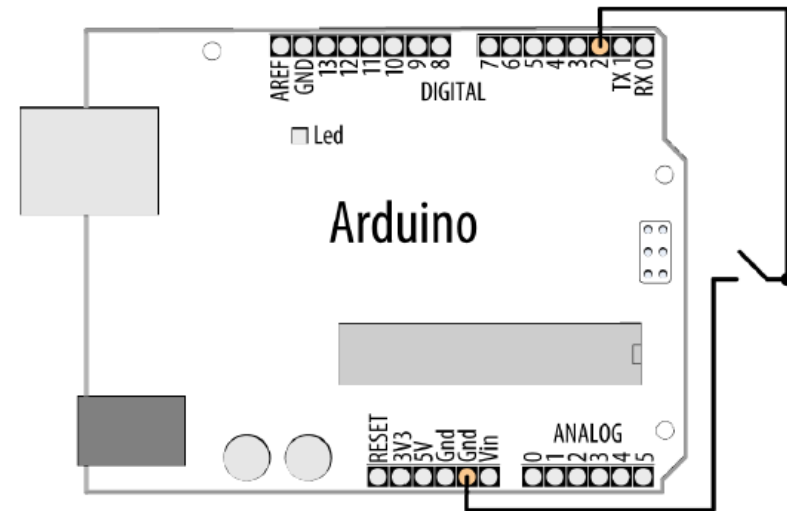 AREF GND 13 12 11 10 9 8 7 6 5 4 3 2 TX 1 RX 0
DIGITAL
Led
Arduino
RESET 3V3 5V Gnd Gnd Vin
ANALOG
0 1 2 3 4 5